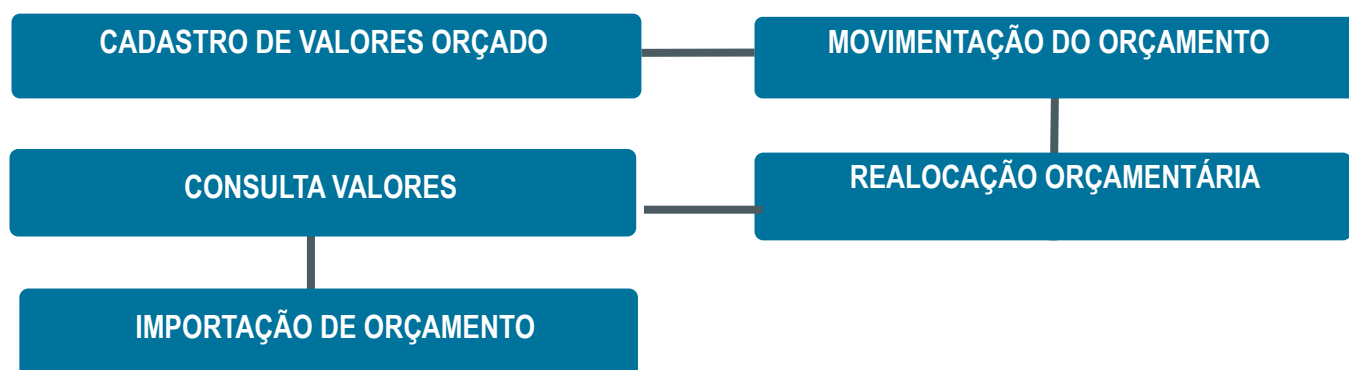 CADASTRO DE VALORES ORÇADO
MOVIMENTAÇÃO DO ORÇAMENTO
CONSULTA VALORES
REALOCAÇÃO ORÇAMENTÁRIA
IMPORTAÇÃO DE ORÇAMENTO